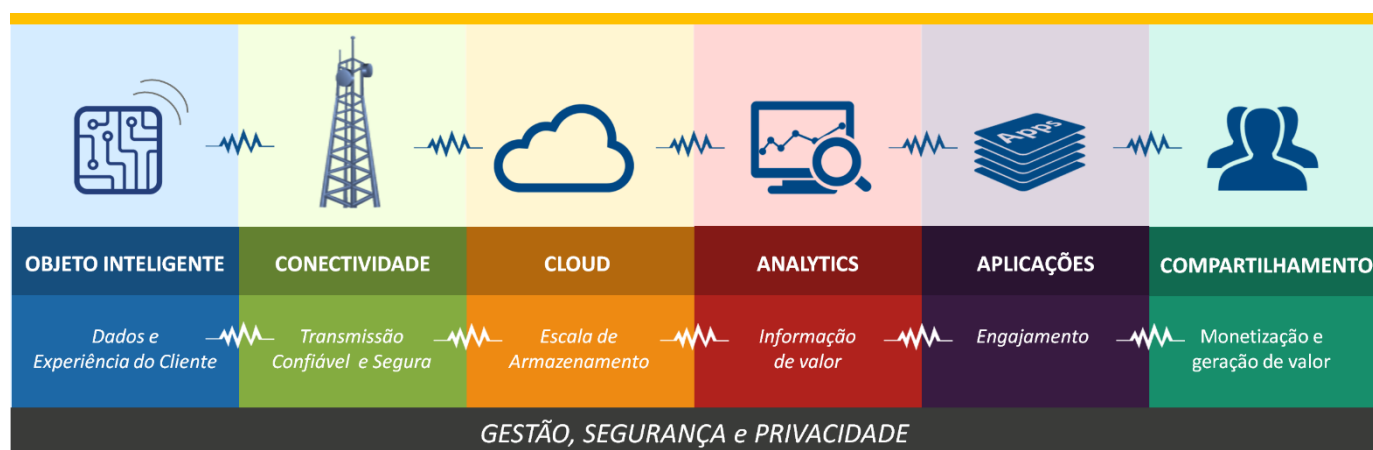 Apps
OBJETO INTELIGENTE
CONECTIVIDADE
CLOUD
ANALYTICS
APLICAÇÕES
COMPARTILHAMENTO
Dados e
Experiência do Cliente
Transmissão
Confiável e Segura
Escala de
Armazenamento
Informação
de valor
Engajamento
Monetização e
geração de valor
GESTÃO, SEGURANÇA e PRIVACIDADE